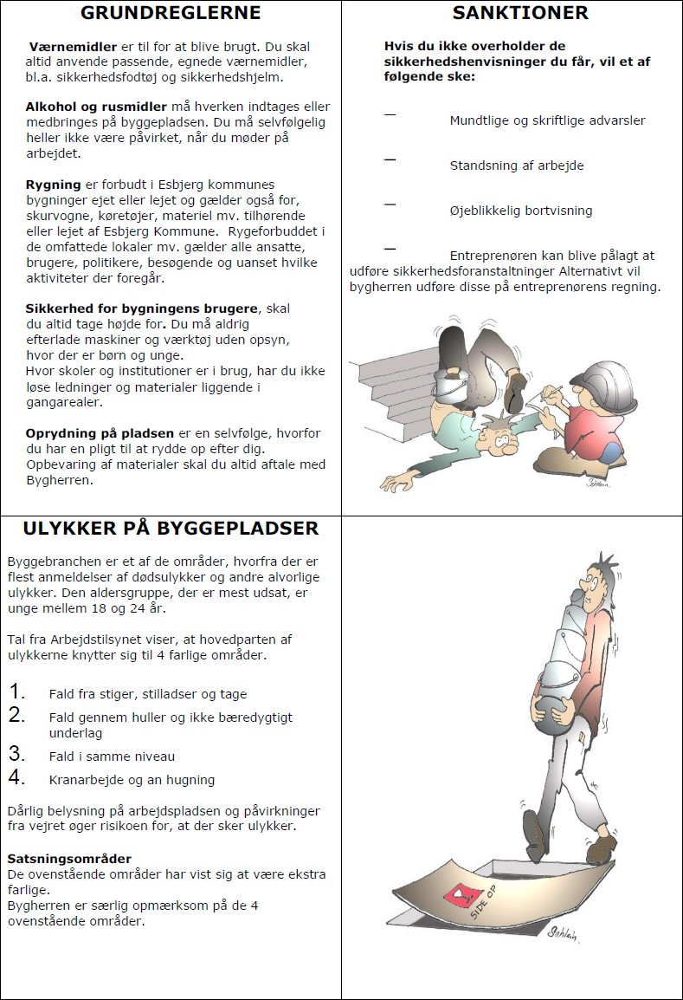 GRUNDREGLERNE
Værnemidler er til for at blive brugt. Du skal
altid anvende passende, egnede værnemidler,
bl.a. sikkerhedsfodtøj og sikkerhedshjelm.
Alkohol og rusmidler må hverken indtages eller
medbringes på byggepladsen. Du må selvfølgelig
heller ikke være påvirket, når du møder på
arbejdet.
Rygning er forbudt i Esbjerg kommunes
bygninger ejet eller lejet og gælder også for,
skurvogne, køretøjer, materiel mv. tilhørende
eller lejet af Esbjerg Kommune. Rygeforbuddet i
de omfattede lokaler mv. gælder alle ansatte,
brugere, politikere, besøgende og uanset hvilke
aktiviteter der foregår.
Sikkerhed for bygningens brugere, skal
du altid tage højde for. Du må aldrig
efterlade maskiner og værktøj uden opsyn,
hvor der er børn og unge.
Hvor skoler og institutioner er i brug, har du ikke
løse ledninger og materialer liggende i
gangarealer.
Oprydning på pladsen er en selvfølge, hvorfor
du har en pligt til at rydde op efter dig.
Opbevaring af materialer skal du altid aftale med
Bygherren.
SANKTIONER
Hvis du ikke overholder de
sikkerhedshenvisninger du får, vil et af
følgende ske:
— Mundtlige og skriftlige advarsler
— Standsning af arbejde
— Øjeblikkelig bortvisning
— Entreprenøren kan blive pålagt at
udføre sikkerhedsforanstaltninger Alternativt vil
bygherren udføre disse på entreprenørens regning.
Schlein.
ULYKKER PÅ BYGGEPLADSER
Byggebranchen er et af de områder, hvorfra der er
flest anmeldelser af dødsulykker og andre alvorlige
ulykker. Den aldersgruppe, der er mest udsat, er
unge mellem 18 og 24 år.
Tal fra Arbejdstilsynet viser, at hovedparten af
ulykkerne knytter sig til 4 farlige områder.
1. Fald fra stiger, stilladser og tage
2. Fald gennem huller og ikke bæredygtigt
underlag
3. Fald i samme niveau
4. Kranarbejde og an hugning
Dårlig belysning på arbejdspladsen og påvirkninger
fra vejret øger risikoen for, at der sker ulykker.
Satsningsområder
De ovenstående områder har vist sig at være ekstra
farlige.
Bygherren er særlig opmærksom på de 4
ovenstående områder.
SIDE OP
Schlein.